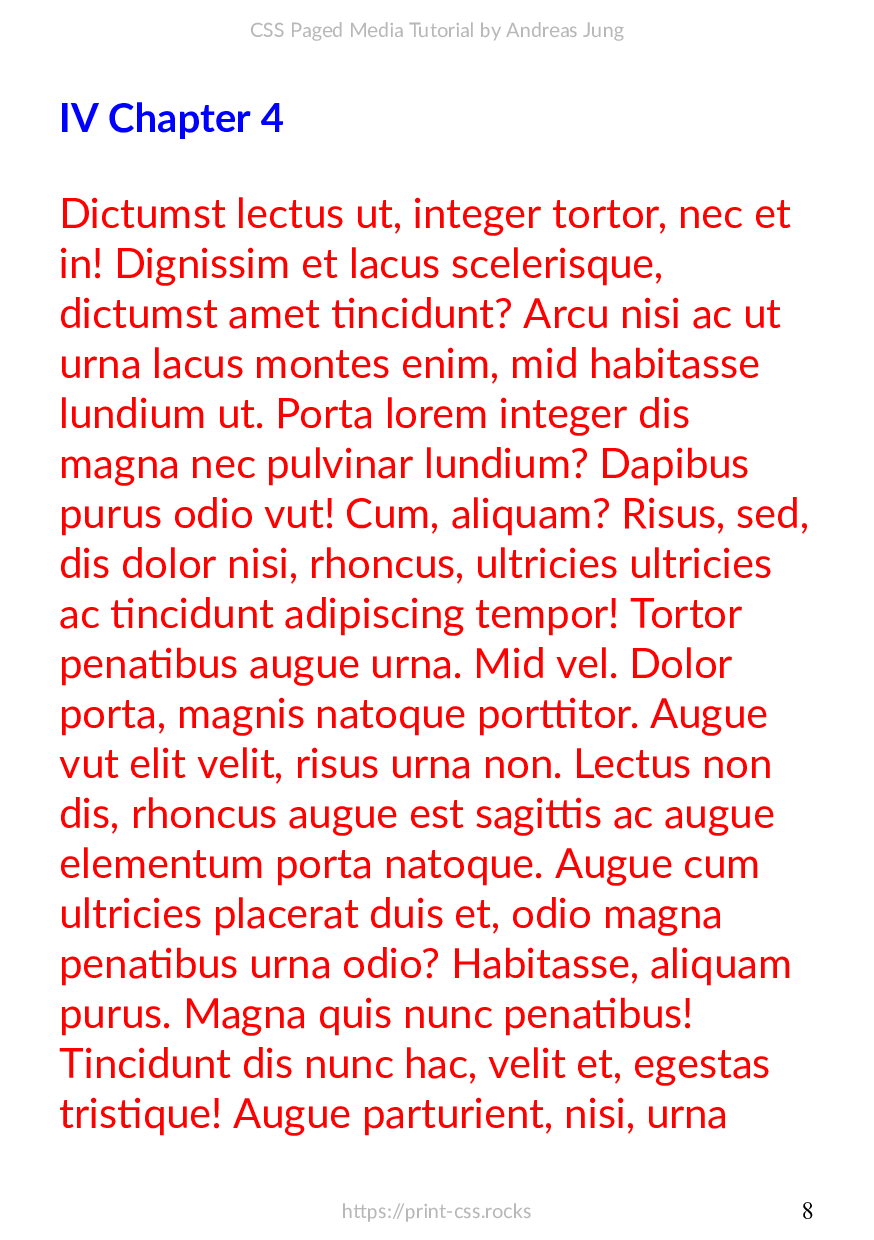 CSS Paged Media Tutorial by Andreas Jung
IV Chapter 4
Dictumst lectus ut, integer tortor, nec et
in! Dignissim et lacus scelerisque,
dictumst amet tincidunt? Arcu nisi ac ut
urna lacus montes enim, mid habitasse
lundium ut. Porta lorem integer dis
magna nec pulvinar lundium? Dapibus
purus odio vut! Cum, aliquam? Risus, sed,
dis dolor nisi, rhoncus, ultricies ultricies
ac tincidunt adipiscing tempor! Tortor
penatibus augue urna. Mid vel. Dolor
porta, magnis natoque porttitor. Augue
vut elit velit, risus urna non. Lectus non
dis, rhoncus augue est sagittis ac augue
elementum porta natoque. Augue cum
ultricies placerat duis et, odio magna
penatibus urna odio? Habitasse, aliquam
purus. Magna quis nunc penatibus!
Tincidunt dis nunc hac, velit et, egestas
tristique! Augue parturient, nisi, urna
https://print-css.rocks
8